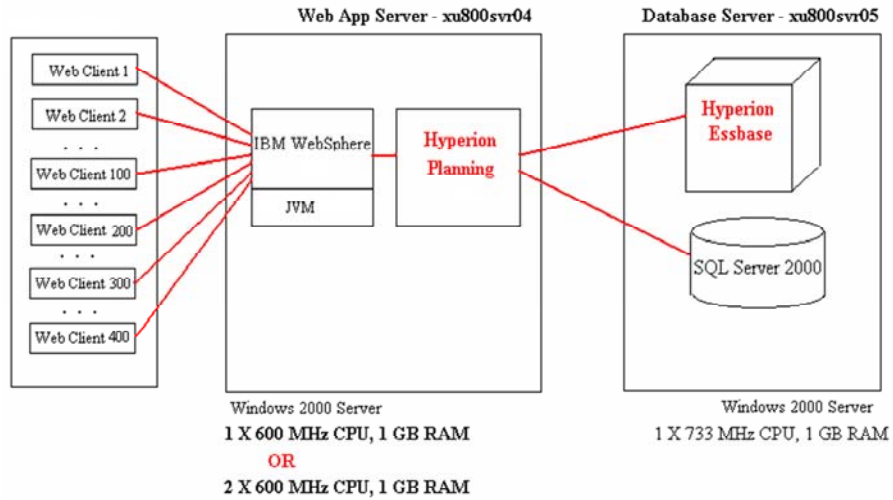 Web App Server - xu800svr04
Database Server - xu800svr05
Web Client 1
Web Client 2
. . .
Web Client 100
. . .
Web Client 200
. . .
Web Client 300
. . .
Web Client 400
IBM WebSphere
JVM
Hyperion
Planning
Hyperion
Essbase
SQL Server 2000
Windows 2000 Server
1 X 600 MHz CPU, 1 GB RAM
OR
2 X 600 MHz CPU, 1 GB RAM
Windows 2000 Server
1 X 733 MHz CPU, 1 GB RAM